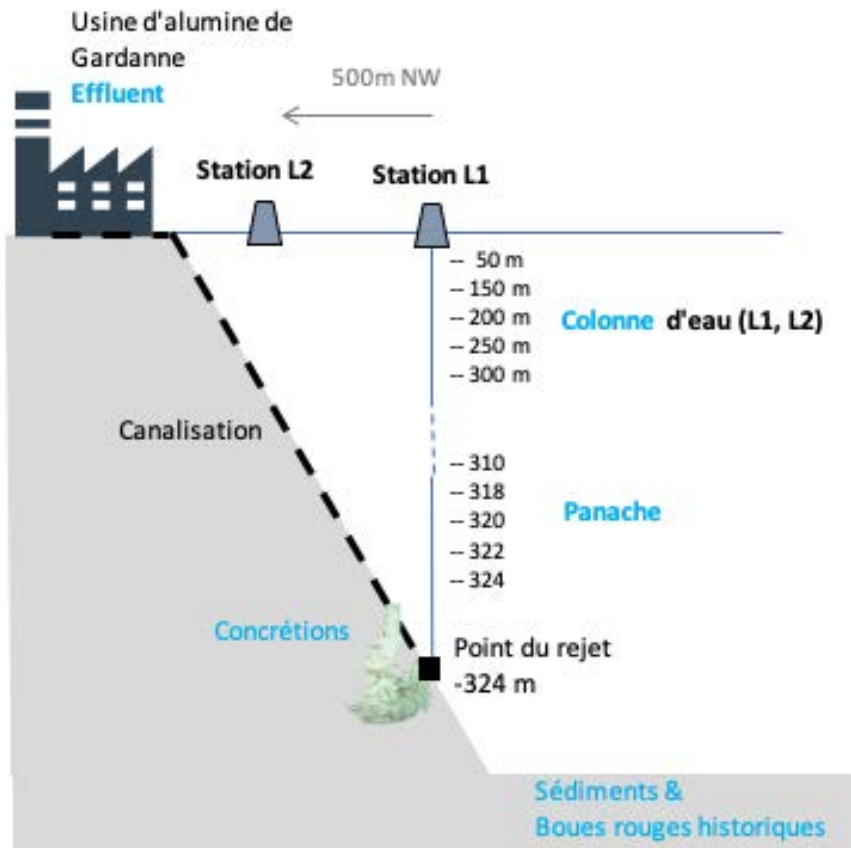 Usine d'alumine de
Gardanne
Effluent
500m NW
Station L2
Station L1
-- 50 m
-- 150 m
-- 200 m
-- 250 m
-- 300 m
Colonne d'eau (L1, L2)
Canalisation
-- 310
-- 318
-- 320
-- 322
-- 324
Panache
Concrétions
Point du rejet
-324 m
Sédiments &
Boues rouges historiques